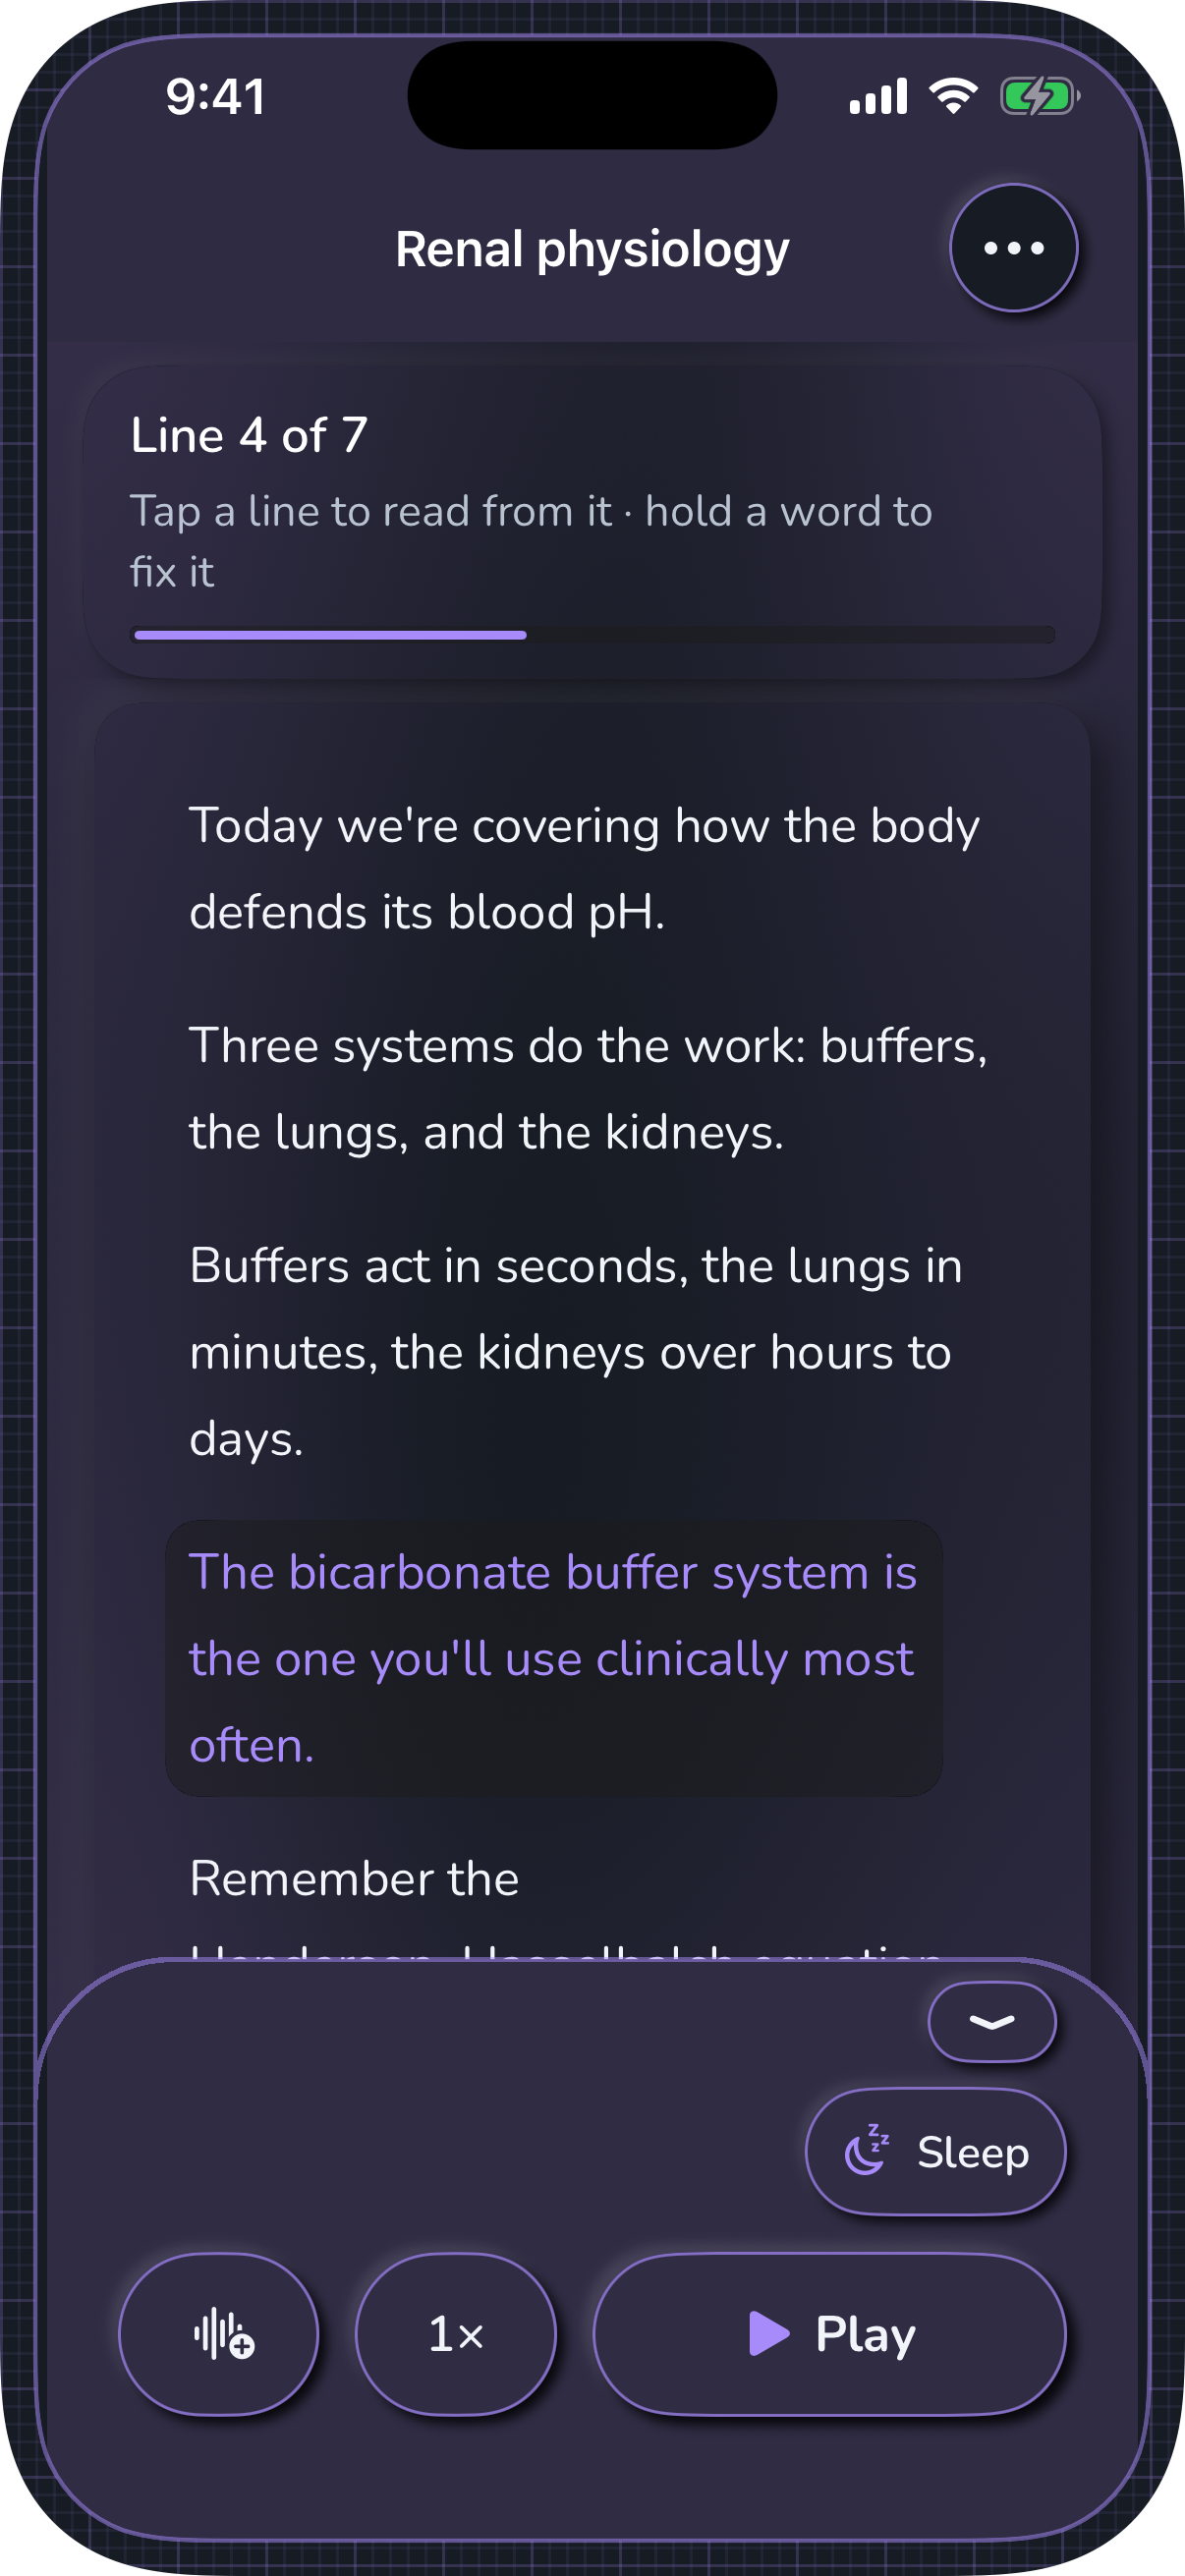 9:41
Renal physiology
Line 4 of 7
Tap a line to read from it · hold a word to
fix it
Today we're covering how the body
defends its blood pH.
Three systems do the work: buffers,
the lungs, and the kidneys.
Buffers act in seconds, the lungs in
minutes, the kidneys over hours to
days.
The bicarbonate buffer system is
the one you'll use clinically most
often.
Remember the
Sleep
1×
Play